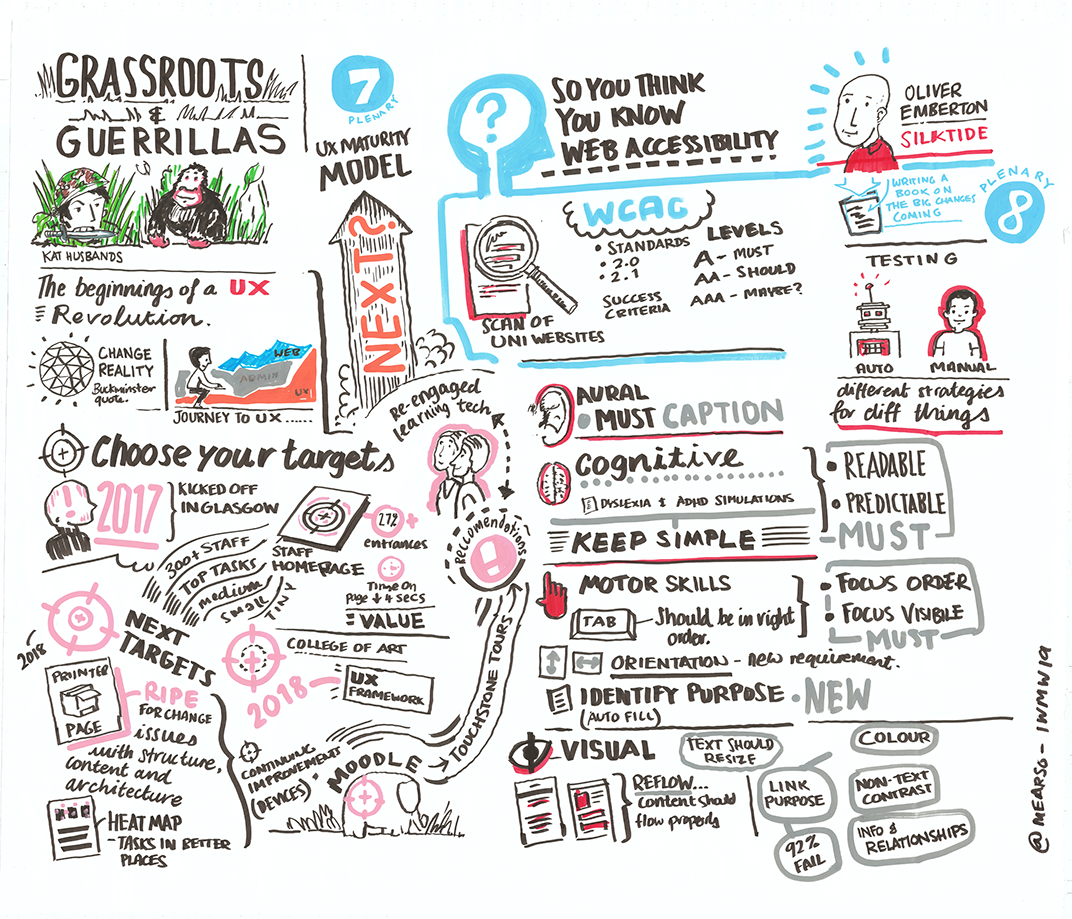 GRASSROOTS
&
GUERRILLAS
KAT HUSBANDS
7
PLENARY
UX MATURITY
MODEL
NEXT?
The beginnings of a UX
Revolution.
CHANGE
REALITY
Buckminster
quote.
WEB
ADMIN
UX
JOURNEY TO UX ......
Choose your targets
2017
KICKED OFF
IN GLASGOW
300+ STAFF
TOP TASKS
medium
small
TINY
STAFF
HOMEPAGE
27%
entrances
Time on
Page ↓ 4 secs
VALUE
Re-engaged
learning tech
Reccomendations
!
TOUCHSTONE TOURS
2018
NEXT
TARGETS
PRINTER
PAGE
RIPE
FOR CHANGE
issues
with structure,
content and
architecture
HEAT MAP
- TASKS IN BETTER
PLACES
COLLEGE OF ART
2018
UX
FRAMEWORK
CONTINUING
IMPROVEMENT
(DEVICES)
MOODLE
?
SO YOU THINK
YOU KNOW
WEB ACCESSIBILITY
OLIVER
EMBERTON
SILKTIDE
WRITING A
BOOK ON
THE BIG CHANGES
COMING
PLENARY
8
SCAN OF
UNI WEBSITES
WCAG
• STANDARDS
• 2.0
• 2.1
SUCCESS
CRITERIA
LEVELS
A - MUST
AA - SHOULD
AAA - MAYBE?
TESTING
AUTO
MANUAL
different strategies
for diff things
AURAL
• MUST CAPTION
Cognitive
DYSLEXIA & ADHD SIMULATIONS
KEEP SIMPLE
• READABLE
• PREDICTABLE
MUST
MOTOR SKILLS
TAB
Should be in right
order.
• FOCUS ORDER
• FOCUS VISIBLE
MUST
ORIENTATION - new requirement.
IDENTIFY PURPOSE • NEW
(AUTO FILL)
VISUAL
TEXT SHOULD
RESIZE
REFLOW...
Content should
flow properly
LINK
PURPOSE
92%
FAIL
COLOUR
NON-TEXT
CONTRAST
INFO &
RELATIONSHIPS
@MEARSO - IWMW19